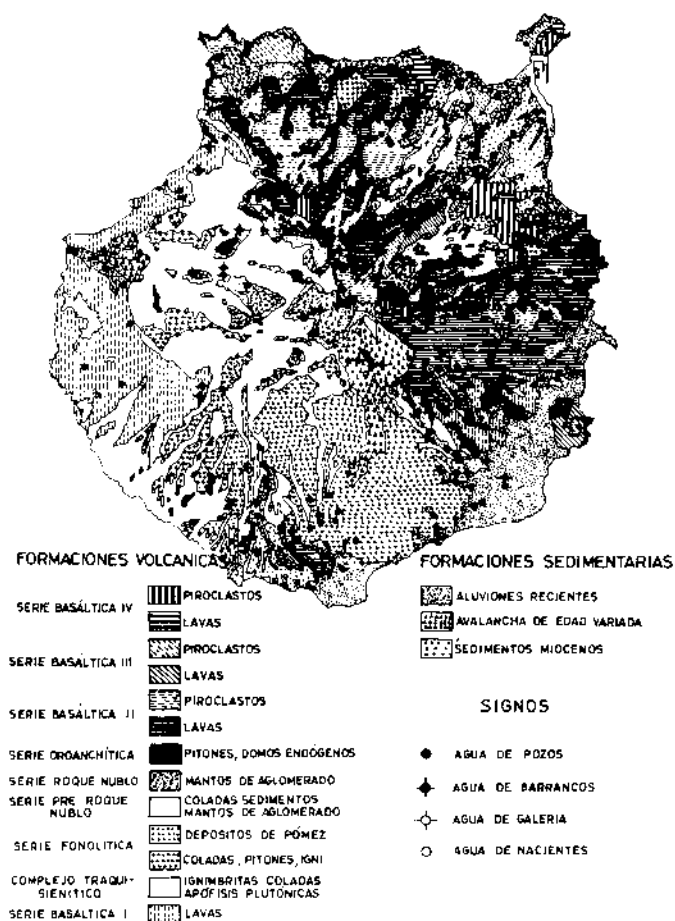 FORMACIONES VOLCANICAS
SERIE BASÁLTICA IV
PIROCLASTOS
LAVAS
SERIE BASÁLTICA III
PIROCLASTOS
LAVAS
SERIE BASÁLTICA II
PIROCLASTOS
LAVAS
SERIE ORDANCHÍTICA
PITONES, DOMOS ENDÓGENOS
SERIE ROQUE NUBLO
MANTOS DE AGLOMERADO
SERIE PRE ROQUE
NUBLO
COLADAS SEDIMENTOS
MANTOS DE AGLOMERADO
SERIE FONOLITICA
DEPOSITOS DE PÓMEZ
COLADAS, PITONES, IGNI
COMPLEJO TRAQUI-
SIENÍTICO
IGNIMBRITAS COLADAS
APÓFISIS PLUTÓNICAS
SERIE BASÁLTICA I
LAVAS
FORMACIONES SEDIMENTARIAS
ALUVIONES RECIENTES
AVALANCHA DE EDAD VARIADA
SEDIMENTOS MIOCENOS
SIGNOS
AGUA DE POZOS
AGUA DE BARRANCOS
AGUA DE GALERIA
AGUA DE NACIENTES